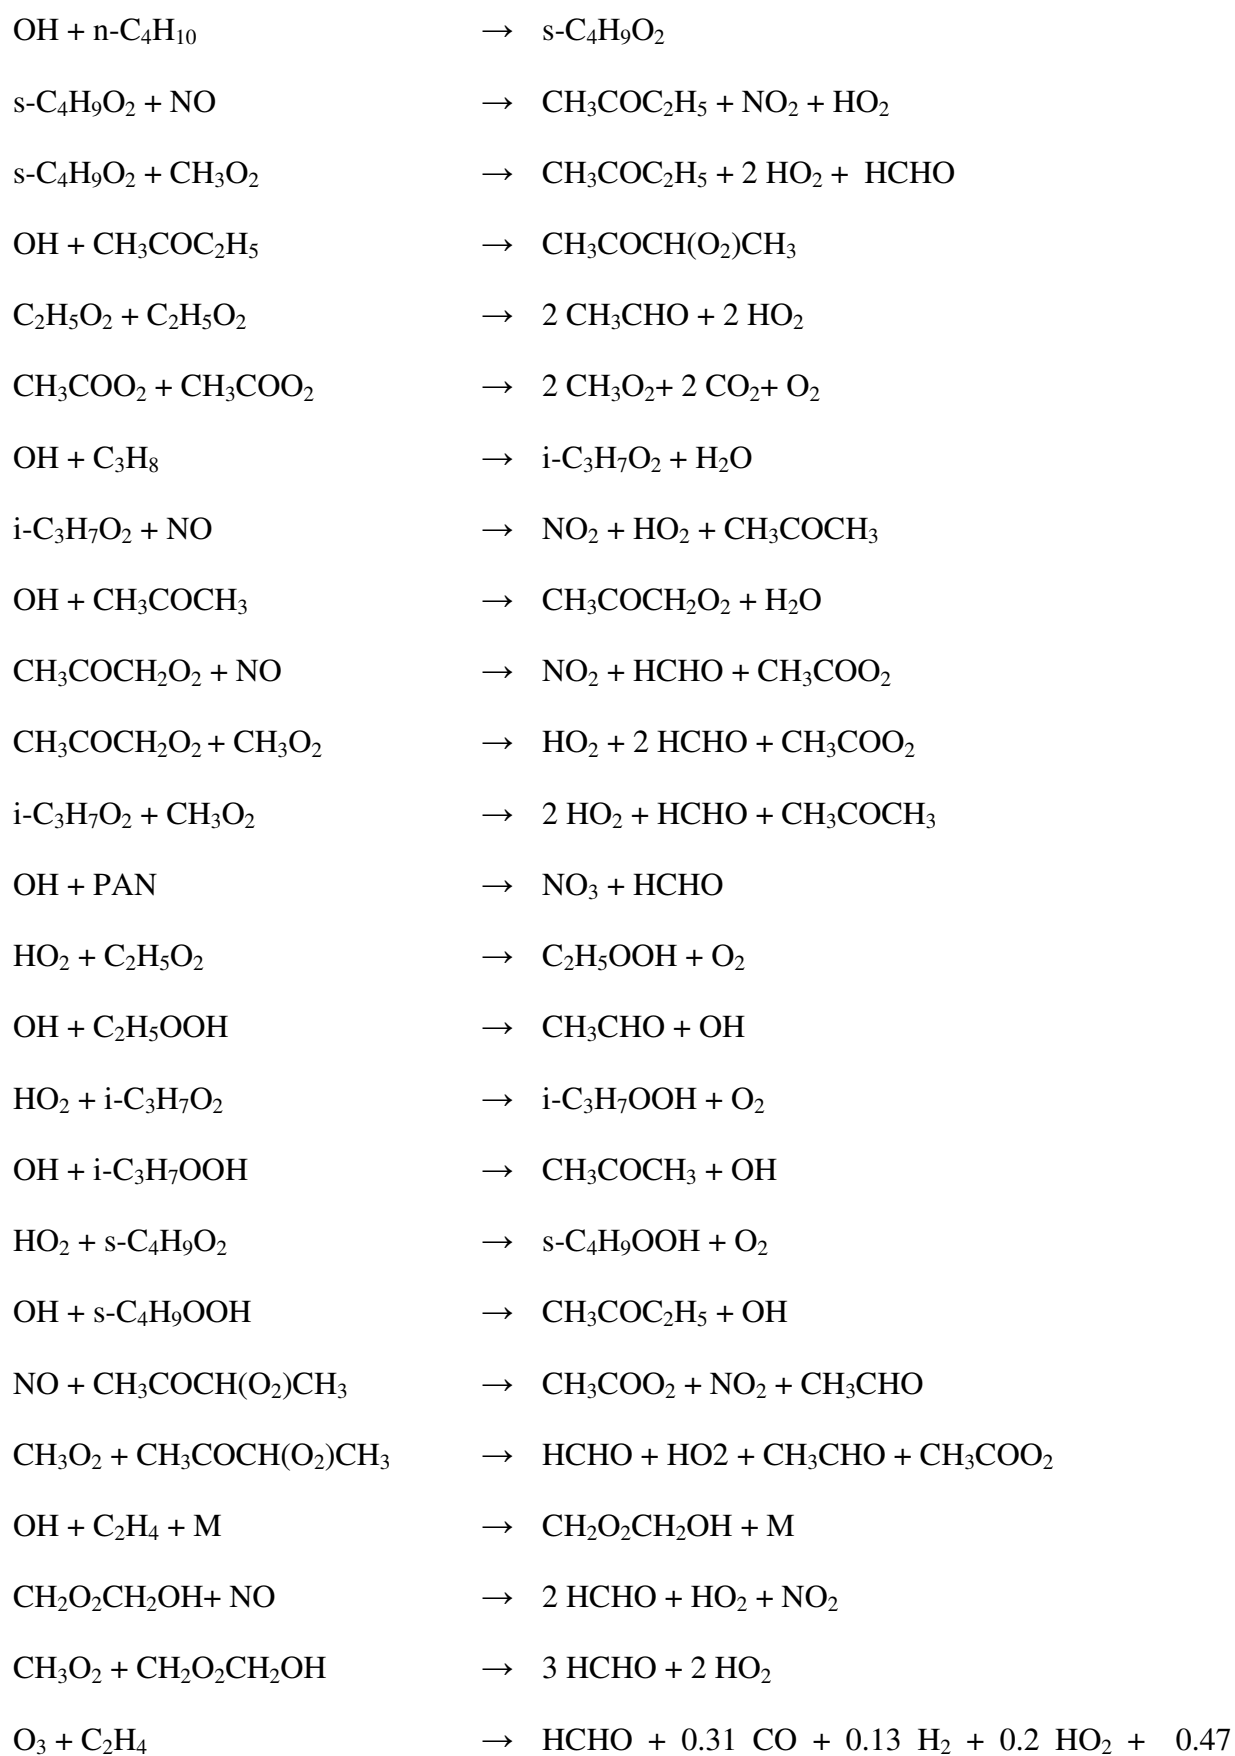 OH + n-C₄H₁₀ → s-C₄H₉O₂
s-C₄H₉O₂ + NO → CH₃COC₂H₅ + NO₂ + HO₂
s-C₄H₉O₂ + CH₃O₂ → CH₃COC₂H₅ + 2 HO₂ + HCHO
OH + CH₃COC₂H₅ → CH₃COCH(O₂)CH₃
C₂H₅O₂ + C₂H₅O₂ → 2 CH₃CHO + 2 HO₂
CH₃COO₂ + CH₃COO₂ → 2 CH₃O₂+ 2 CO₂+ O₂
OH + C₃H₈ → i-C₃H₇O₂ + H₂O
i-C₃H₇O₂ + NO → NO₂ + HO₂ + CH₃COCH₃
OH + CH₃COCH₃ → CH₃COCH₂O₂ + H₂O
CH₃COCH₂O₂ + NO → NO₂ + HCHO + CH₃COO₂
CH₃COCH₂O₂ + CH₃O₂ → HO₂ + 2 HCHO + CH₃COO₂
i-C₃H₇O₂ + CH₃O₂ → 2 HO₂ + HCHO + CH₃COCH₃
OH + PAN → NO₃ + HCHO
HO₂ + C₂H₅O₂ → C₂H₅OOH + O₂
OH + C₂H₅OOH → CH₃CHO + OH
HO₂ + i-C₃H₇O₂ → i-C₃H₇OOH + O₂
OH + i-C₃H₇OOH → CH₃COCH₃ + OH
HO₂ + s-C₄H₉O₂ → s-C₄H₉OOH + O₂
OH + s-C₄H₉OOH → CH₃COC₂H₅ + OH
NO + CH₃COCH(O₂)CH₃ → CH₃COO₂ + NO₂ + CH₃CHO
CH₃O₂ + CH₃COCH(O₂)CH₃ → HCHO + HO2 + CH₃CHO + CH₃COO₂
OH + C₂H₄ + M → CH₂O₂CH₂OH + M
CH₂O₂CH₂OH+ NO → 2 HCHO + HO₂ + NO₂
CH₃O₂ + CH₂O₂CH₂OH → 3 HCHO + 2 HO₂
O₃ + C₂H₄ → HCHO + 0.31 CO + 0.13 H₂ + 0.2 HO₂ + 0.47